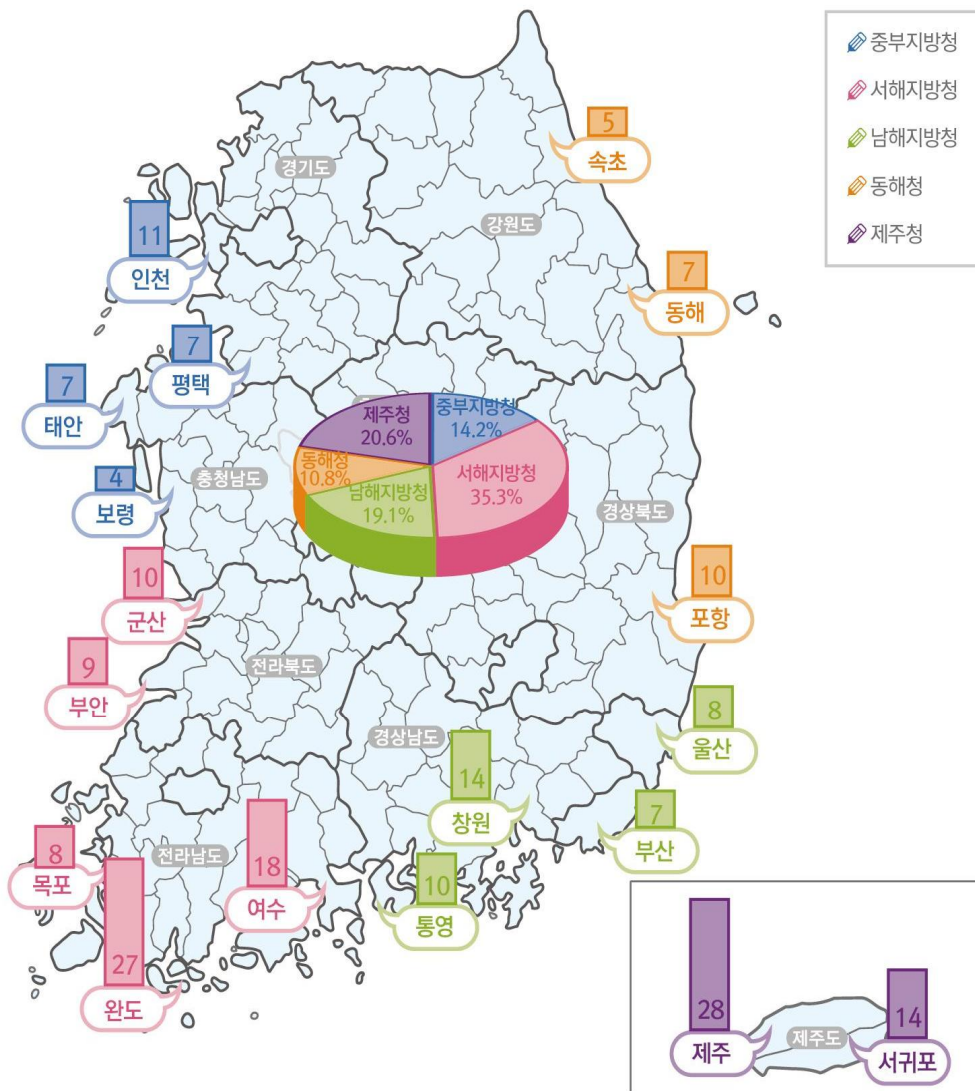 중부지방청
서해지방청
남해지방청
동해청
제주청
5
속초
경기도
강원도
11
인천
7
동해
7
평택
7
태안
제주청
20.6%
중부지방청
14.2%
동해청
10.8%
서해지방청
35.3%
남해지방청
19.1%
4
보령
충청남도
경상북도
10
군산
10
포항
9
부안
전라북도
8
울산
경상남도
14
창원
7
부산
8
목포
전라남도
18
여수
10
통영
27
완도
28
제주
제주도
14
서귀포